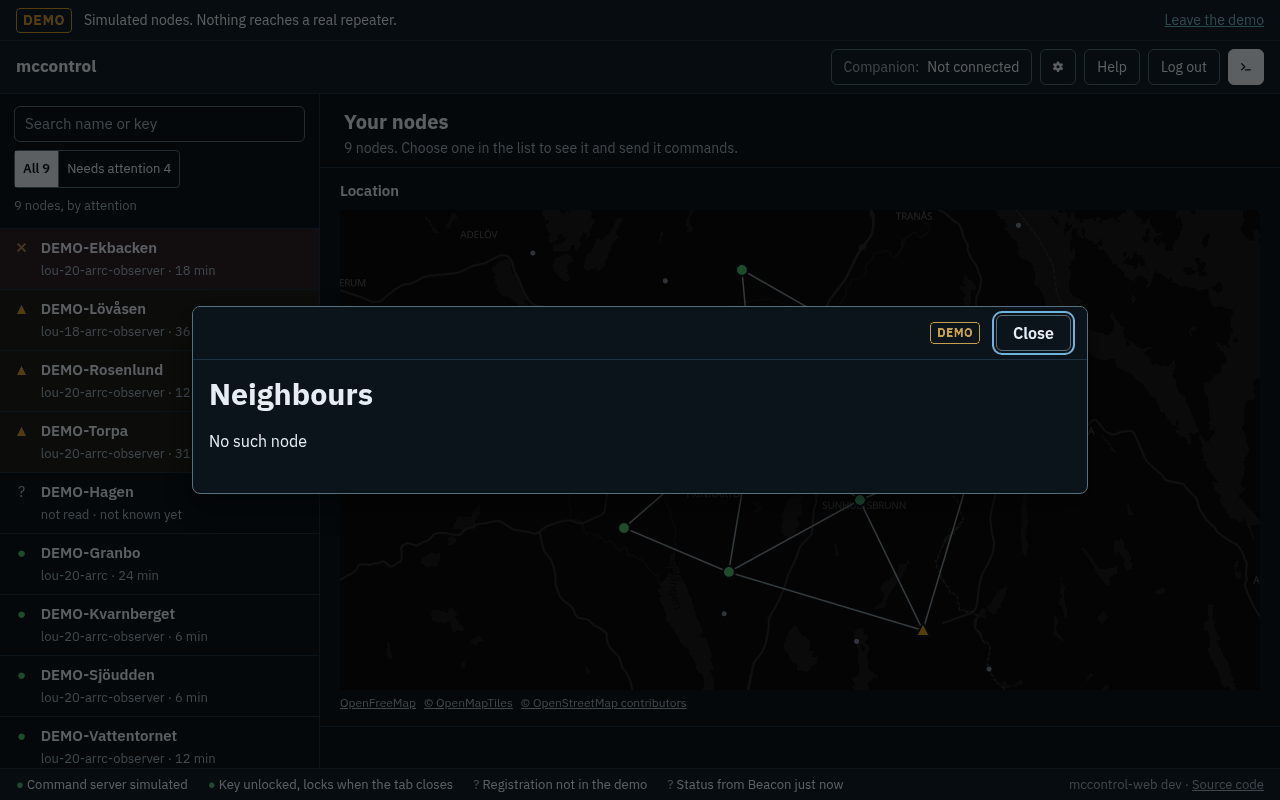 DEMO Simulated nodes. Nothing reaches a real repeater. Leave the demo
mccontrol Companion: Not connected Help Log out
Search name or key
All 9 Needs attention 4
9 nodes, by attention
DEMO-Ekbacken
lou-20-arrc-observer · 18 min
DEMO-Lövåsen
lou-18-arrc-observer · 36
DEMO-Rosenlund
lou-20-arrc-observer · 12
DEMO-Torpa
lou-20-arrc-observer · 31
? DEMO-Hagen
not read · not known yet
DEMO-Granbo
lou-20-arrc · 24 min
DEMO-Kvarnberget
lou-20-arrc-observer · 6 min
DEMO-Sjöudden
lou-20-arrc-observer · 6 min
DEMO-Vattentornet
lou-20-arrc-observer · 12 min
Your nodes
9 nodes. Choose one in the list to see it and send it commands.
Location
TRANÅS
ADELÖV
ERUM
DEMO Close
Neighbours
No such node
OpenFreeMap © OpenMapTiles © OpenStreetMap contributors
Command server simulated Key unlocked, locks when the tab closes ? Registration not in the demo ? Status from Beacon just now mccontrol-web dev · Source code